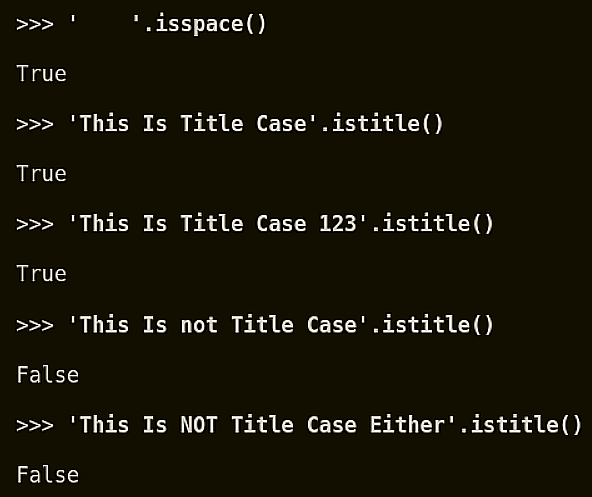 >>> '    '.isspace()
True
>>> 'This Is Title Case'.istitle()
True
>>> 'This Is Title Case 123'.istitle()
True
>>> 'This Is not Title Case'.istitle()
False
>>> 'This Is NOT Title Case Either'.istitle()
False